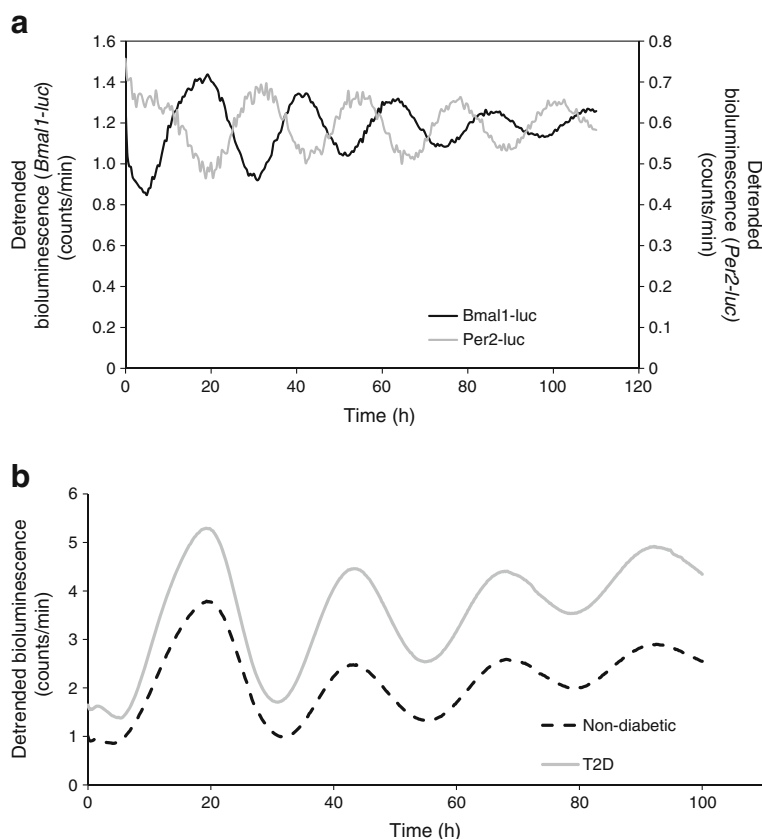 a
Detrended
bioluminescence (Bmal1-luc)
(counts/min)
1.6
1.4
1.2
1.0
0.8
0.6
0.4
0.2
0
0.8
0.7
0.6
0.5
0.4
0.3
0.2
0.1
0
Detrended
bioluminescence (Per2-luc)
(counts/min)
Bmal1-luc
Per2-luc
0 20 40 60 80 100 120
Time (h)
b
Detrended bioluminescence
(counts/min)
6
5
4
3
2
1
0
Non-diabetic
T2D
0 20 40 60 80 100
Time (h)